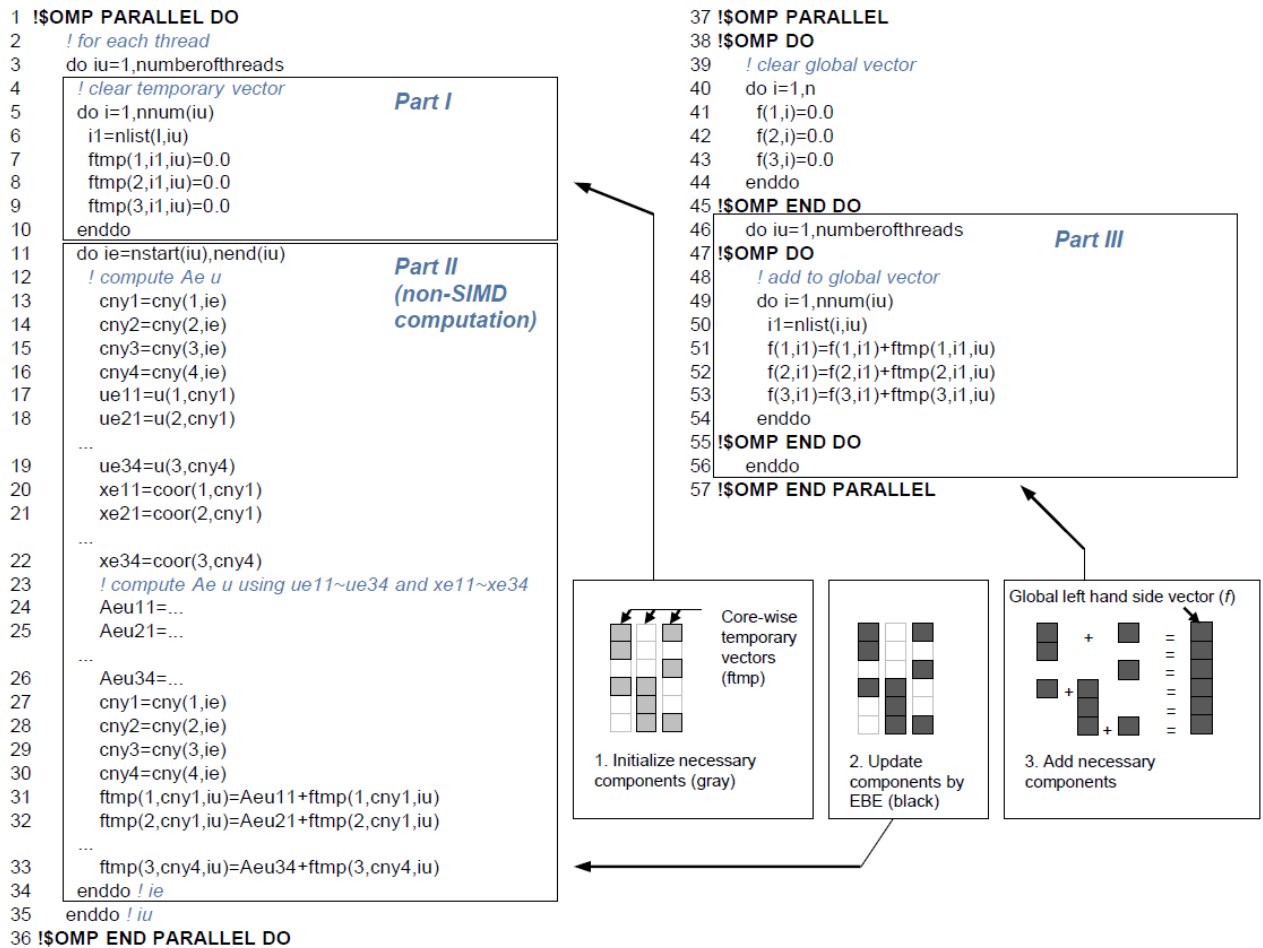 1 !$OMP PARALLEL DO
2 ! for each thread
3 do iu=1,numberofthreads
4 ! clear temporary vector
Part I
5 do i=1,nnum(iu)
6 i1=nlist(I,iu)
7 ftmp(1,i1,iu)=0.0
8 ftmp(2,i1,iu)=0.0
9 ftmp(3,i1,iu)=0.0
10 enddo
11 do ie=nstart(iu),nend(iu)
Part II
(non-SIMD
computation)
12 ! compute Ae u
13 cny1=cny(1,ie)
14 cny2=cny(2,ie)
15 cny3=cny(3,ie)
16 cny4=cny(4,ie)
17 ue11=u(1,cny1)
18 ue21=u(2,cny1)
...
19 ue34=u(3,cny4)
20 xe11=coor(1,cny1)
21 xe21=coor(2,cny1)
...
22 xe34=coor(3,cny4)
23 ! compute Ae u using ue11~ue34 and xe11~xe34
24 Aeu11=...
25 Aeu21=...
...
26 Aeu34=...
27 cny1=cny(1,ie)
28 cny2=cny(2,ie)
29 cny3=cny(3,ie)
30 cny4=cny(4,ie)
31 ftmp(1,cny1,iu)=Aeu11+ftmp(1,cny1,iu)
32 ftmp(2,cny1,iu)=Aeu21+ftmp(2,cny1,iu)
...
33 ftmp(3,cny4,iu)=Aeu34+ftmp(3,cny4,iu)
34 enddo ! ie
35 enddo ! iu
36 !$OMP END PARALLEL DO
37 !$OMP PARALLEL
38 !$OMP DO
39 ! clear global vector
40 do i=1,n
41 f(1,i)=0.0
42 f(2,i)=0.0
43 f(3,i)=0.0
44 enddo
45 !$OMP END DO
46 do iu=1,numberofthreads
Part III
47 !$OMP DO
48 ! add to global vector
49 do i=1,nnum(iu)
50 i1=nlist(i,iu)
51 f(1,i1)=f(1,i1)+ftmp(1,i1,iu)
52 f(2,i1)=f(2,i1)+ftmp(2,i1,iu)
53 f(3,i1)=f(3,i1)+ftmp(3,i1,iu)
54 enddo
55 !$OMP END DO
56 enddo
57 !$OMP END PARALLEL
Core-wise
temporary
vectors
(ftmp)
1. Initialize necessary
components (gray)
2. Update
components by
EBE (black)
Global left hand side vector (f)
+ =
=
=
+ =
=
+ =
3. Add necessary
components